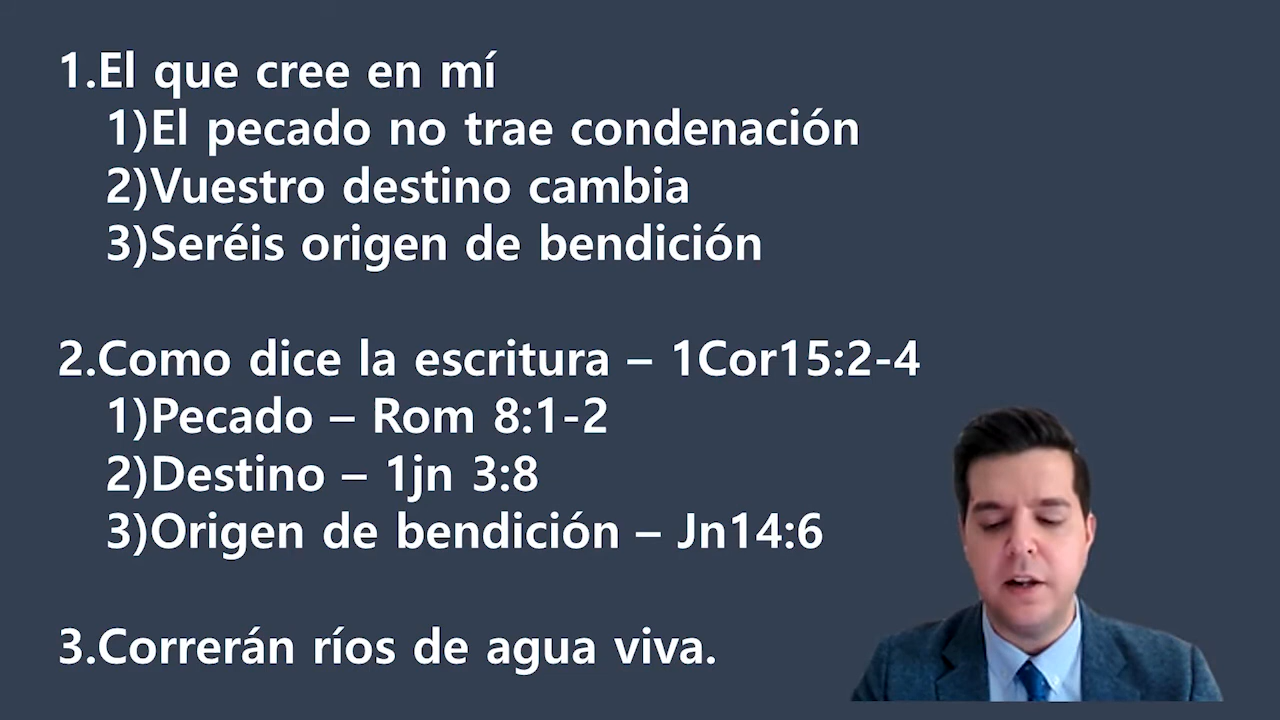 1.El que cree en mí
1)El pecado no trae condenación
2)Vuestro destino cambia
3)Seréis origen de bendición
2.Como dice la escritura – 1Cor15:2-4
1)Pecado – Rom 8:1-2
2)Destino – 1jn 3:8
3)Origen de bendición – Jn14:6
3.Correrán ríos de agua viva.